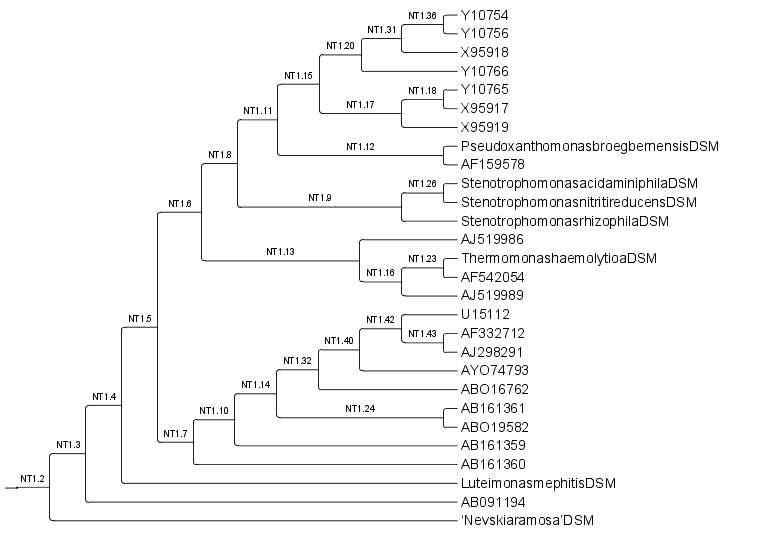 NT1.36 Y10754
NT1.31 Y10756
NT1.20 X95918
Y10766
NT1.15 NT1.18 Y10765
NT1.17 X95917
NT1.11 X95919
NT1.12 PseudoxanthomonasbroegbernensisDSM
NT1.8 AF159578
NT1.26 StenotrophomonasacidaminiphilaDSM
NT1.9 StenotrophomonasnitritireducensDSM
NT1.6 StenotrophomonasrhizophilaDSM
AJ519986
NT1.13 NT1.23 ThermomonashaemolytioaDSM
NT1.16 AF542054
AJ519989
NT1.5 NT1.42 U15112
NT1.43 AF332712
NT1.40 AJ298291
NT1.32 AYO74793
NT1.14 ABO16762
NT1.4 NT1.24 AB161361
NT1.10 ABO19582
NT1.7 AB161359
NT1.3 AB161360
NT1.2 LuteimonasmephitisDSM
AB091194
‘Nevskiaramosa’DSM